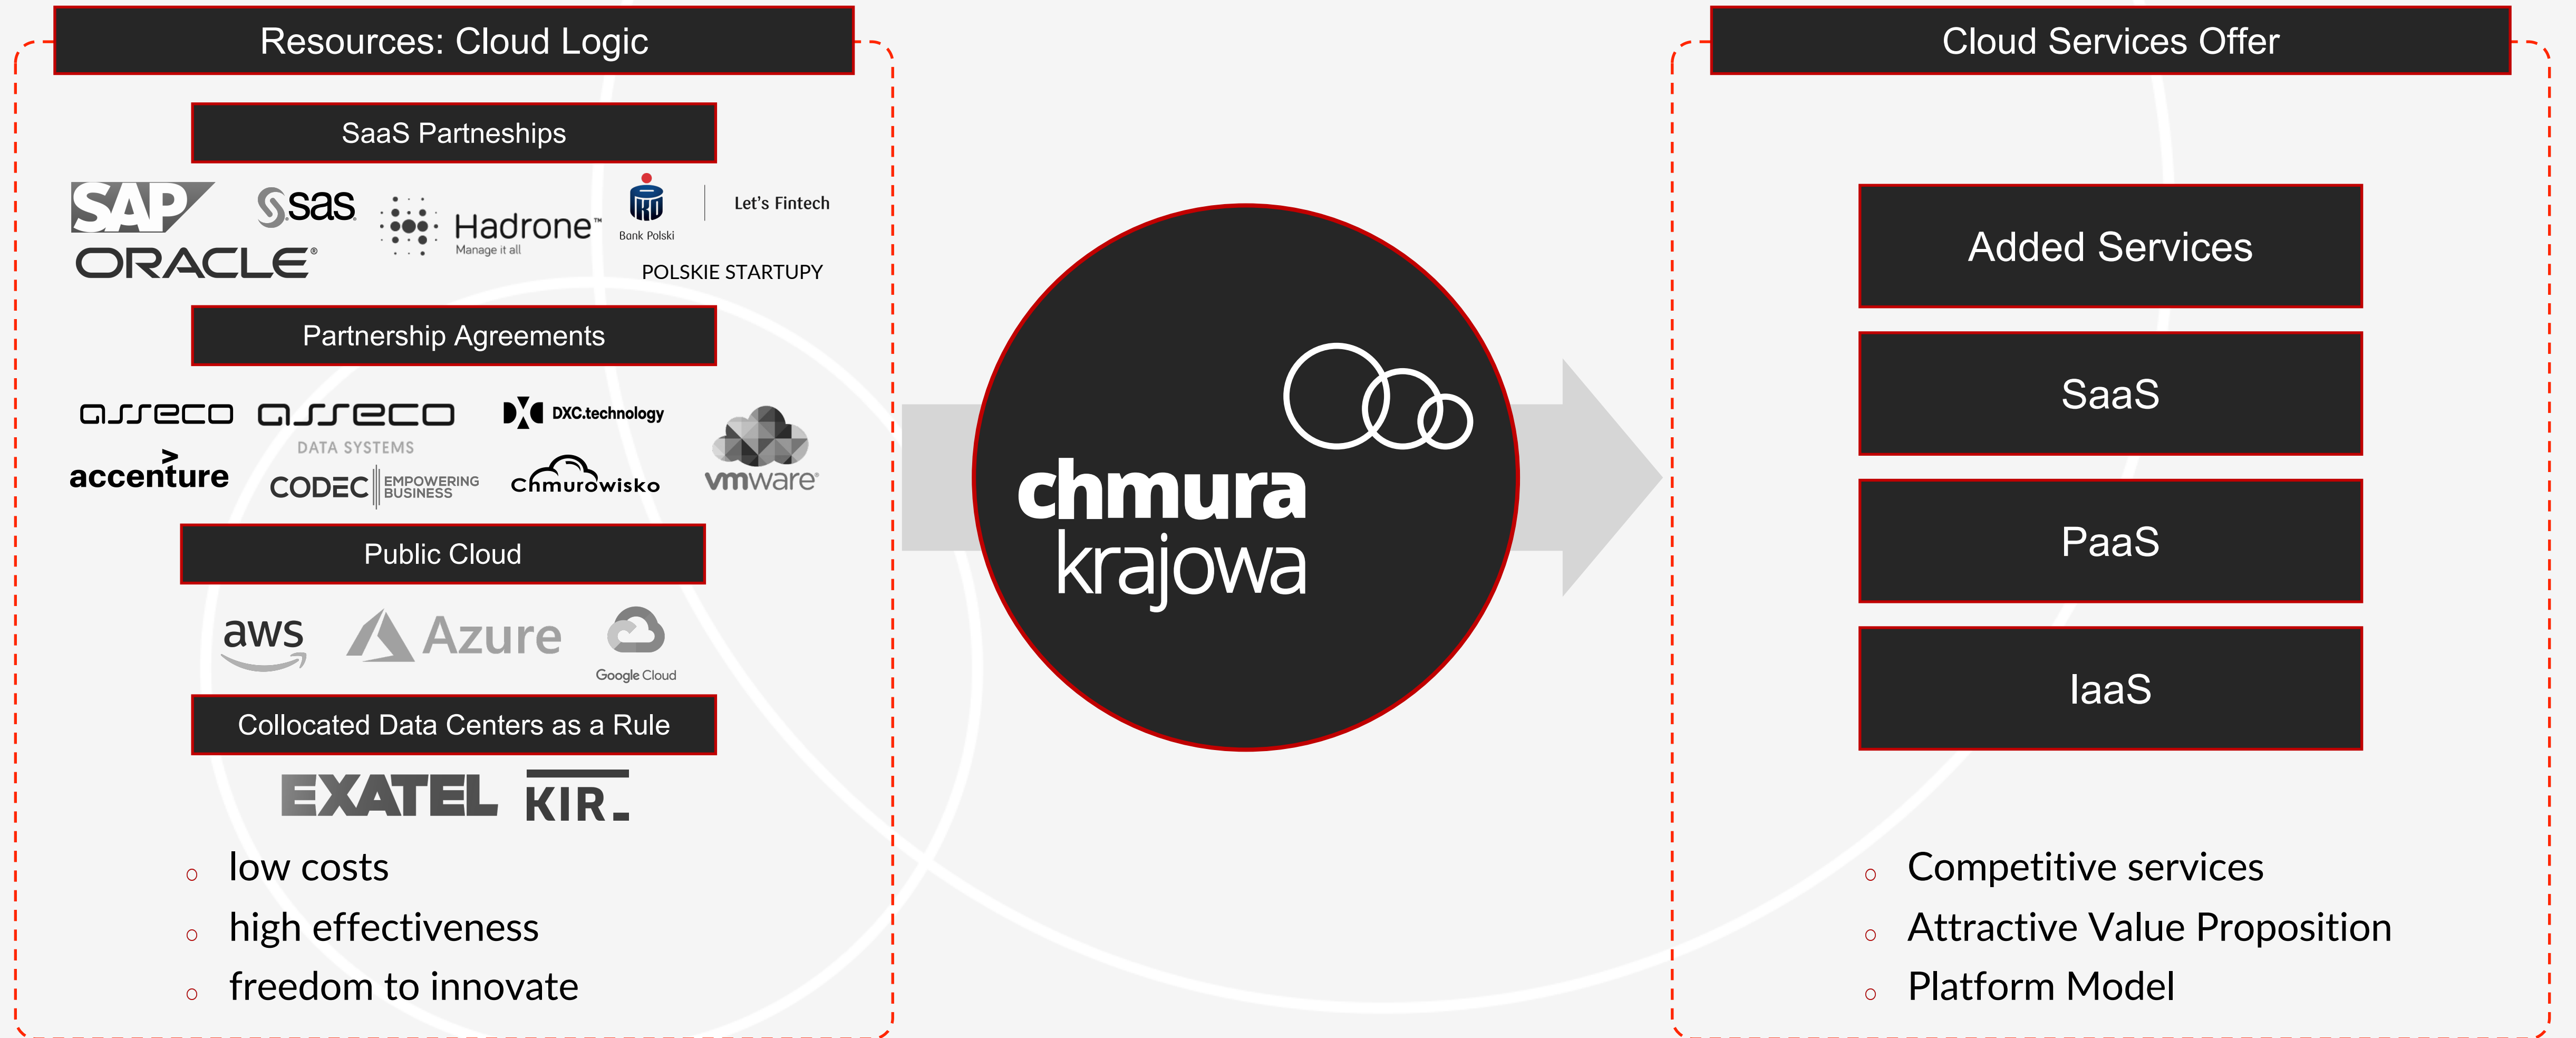 Resources: Cloud Logic
SaaS Partneships
SAP
sas
Hadrone™
Manage it all
ORACLE®
Bank Polski
Let's Fintech
POLSKIE STARTUPY
Partnership Agreements
asseco
asseco
DATA SYSTEMS
DXC.technology
vmware®
accenture
CODEC
EMPOWERING
BUSINESS
Chmurowisko
Public Cloud
aws
Azure
Google Cloud
Collocated Data Centers as a Rule
EXATEL
KIR_
low costs
high effectiveness
freedom to innovate
chmura
krajowa
Cloud Services Offer
Added Services
SaaS
PaaS
IaaS
Competitive services
Attractive Value Proposition
Platform Model